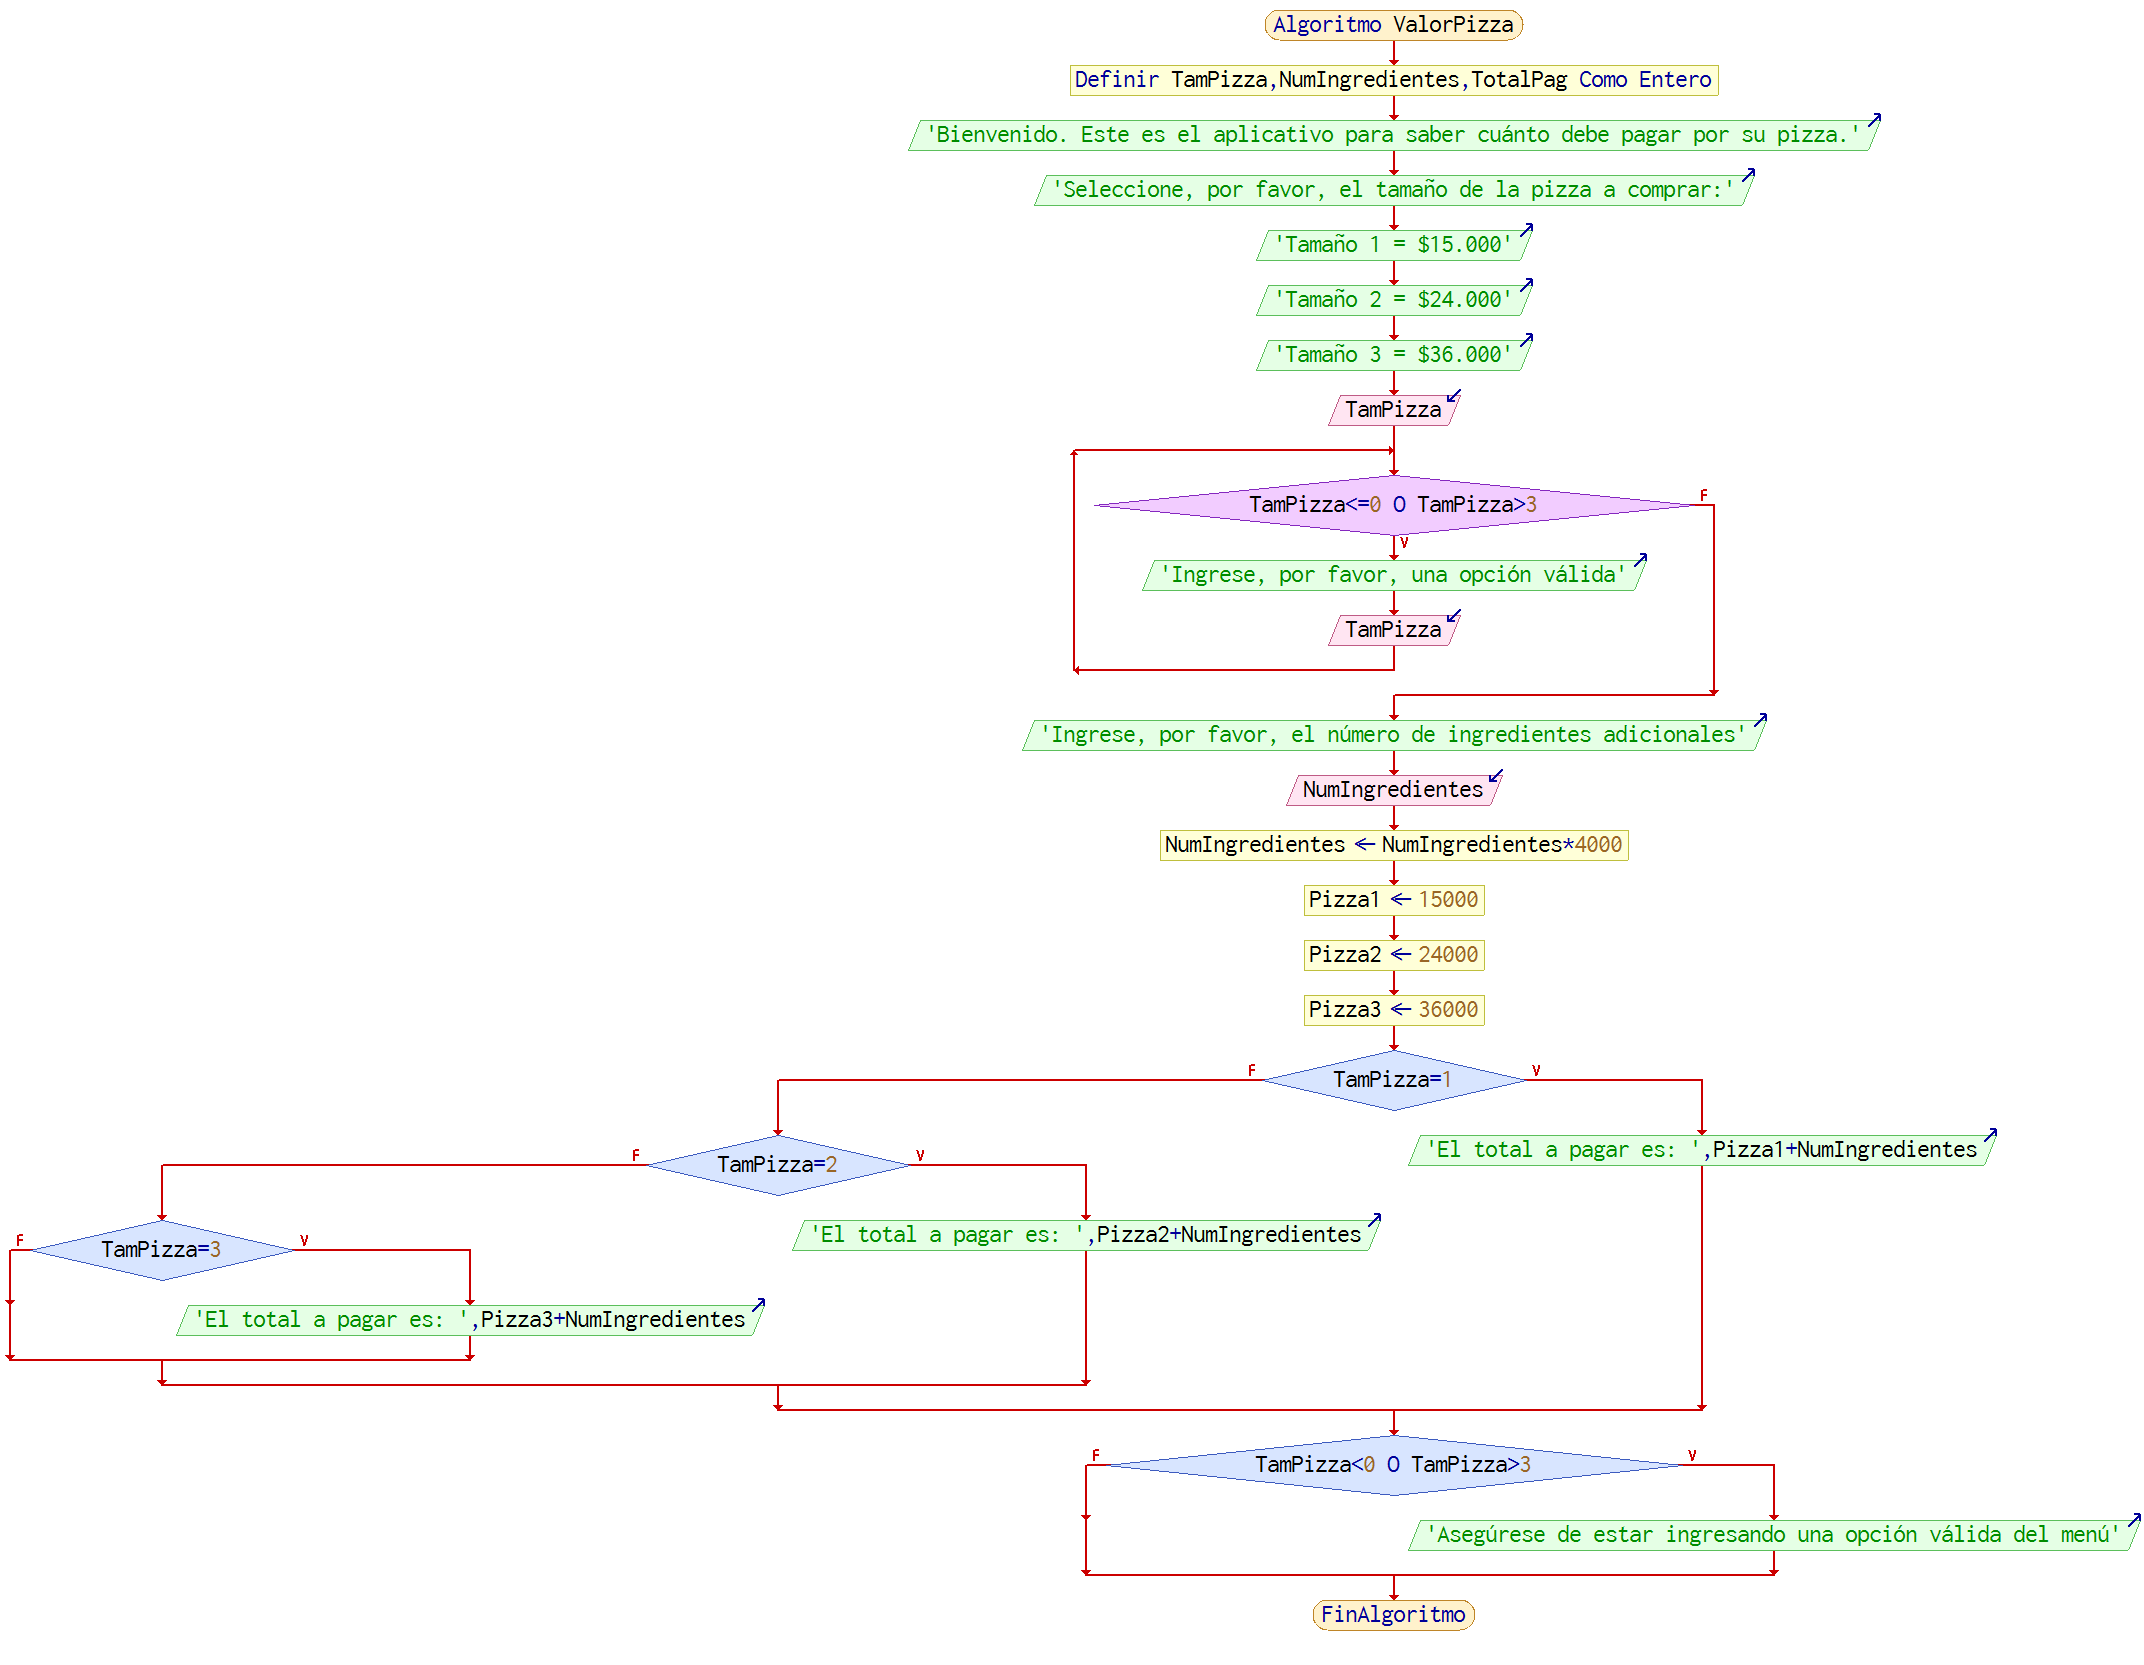 Algoritmo ValorPizza
Definir TamPizza,NumIngredientes,TotalPag Como Entero
'Bienvenido. Este es el aplicativo para saber cuánto debe pagar por su pizza.'
'Seleccione, por favor, el tamaño de la pizza a comprar:'
'Tamaño 1 = $15.000'
'Tamaño 2 = $24.000'
'Tamaño 3 = $36.000'
TamPizza
TamPizza<=0 O TamPizza>3
F
V
'Ingrese, por favor, una opción válida'
TamPizza
'Ingrese, por favor, el número de ingredientes adicionales'
NumIngredientes
NumIngredientes ← NumIngredientes*4000
Pizza1 ← 15000
Pizza2 ← 24000
Pizza3 ← 36000
F
V
TamPizza=1
'El total a pagar es: ',Pizza1+NumIngredientes
F
V
TamPizza=2
'El total a pagar es: ',Pizza2+NumIngredientes
F
V
TamPizza=3
'El total a pagar es: ',Pizza3+NumIngredientes
F
V
TamPizza<0 O TamPizza>3
'Asegúrese de estar ingresando una opción válida del menú'
FinAlgoritmo